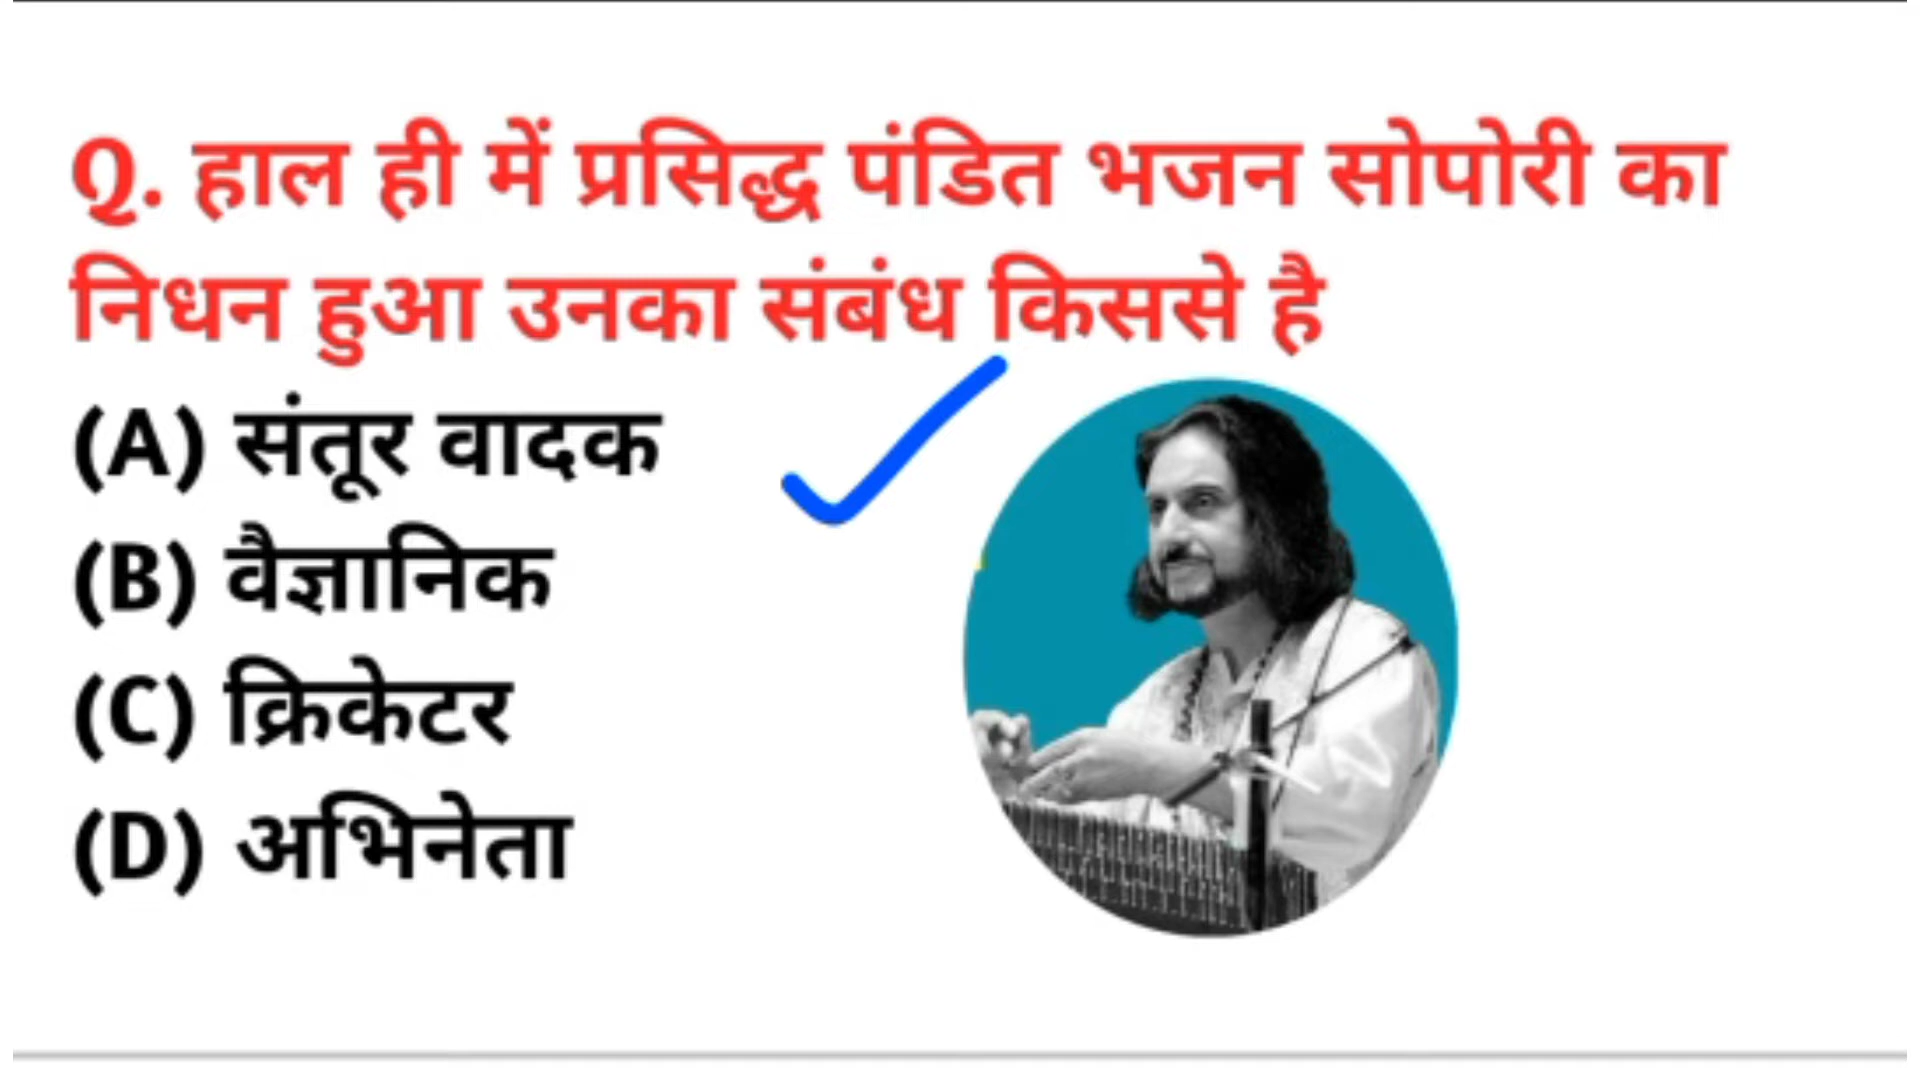 Q. हाल ही में प्रसिद्ध पंडित भजन सोपोरी का
निधन हुआ उनका संबंध किससे है
(A) संतूर वादक
(B) वैज्ञानिक
(C) क्रिकेटर
(D) अभिनेता